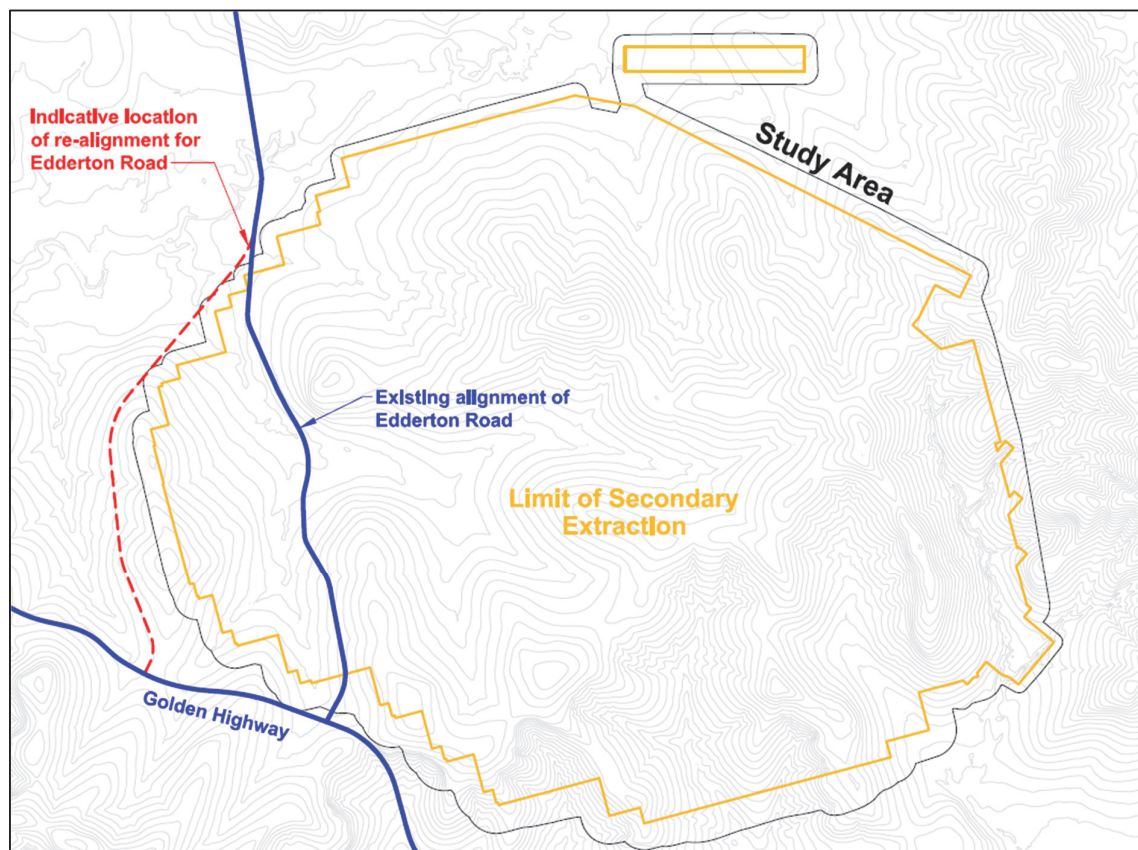 Indicative location
of re-alignment for
Edderton Road
Study Area
Existing alignment of
Edderton Road
Limit of Secondary
Extraction
Golden Highway